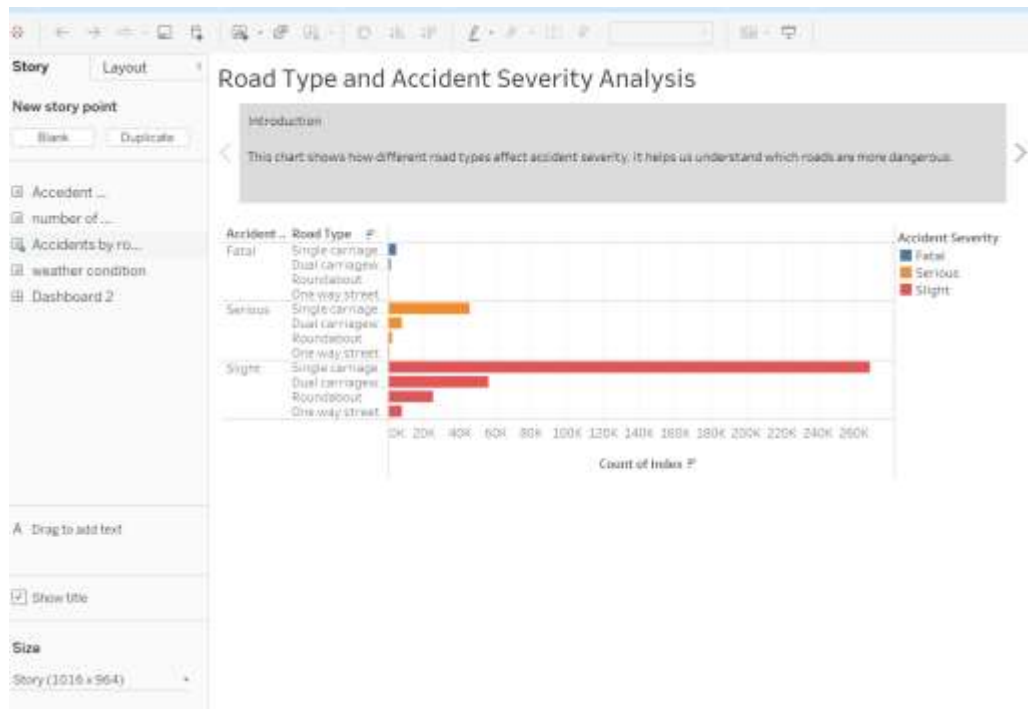 Story Layout
Road Type and Accident Severity Analysis
New story point
Blank Duplicate
Introduction
This chart shows how different road types affect accident severity. It helps us understand which roads are more dangerous.
Accedent ...
number of ...
Accidents by ro...
weather condition
Dashboard 2
Accident .. Road Type
Fatal Single carriage..
Dual carriagew..
Roundabout
One way street
Serious Single carriage..
Dual carriagew..
Roundabout
One way street
Slight Single carriage..
Dual carriagew..
Roundabout
One way street
0K 20K 40K 60K 80K 100K 120K 140K 160K 180K 200K 220K 240K 260K
Count of Index
Accident Severity
Fatal
Serious
Slight
A Drag to add text
Show title
Size
Story (1016 x 964)